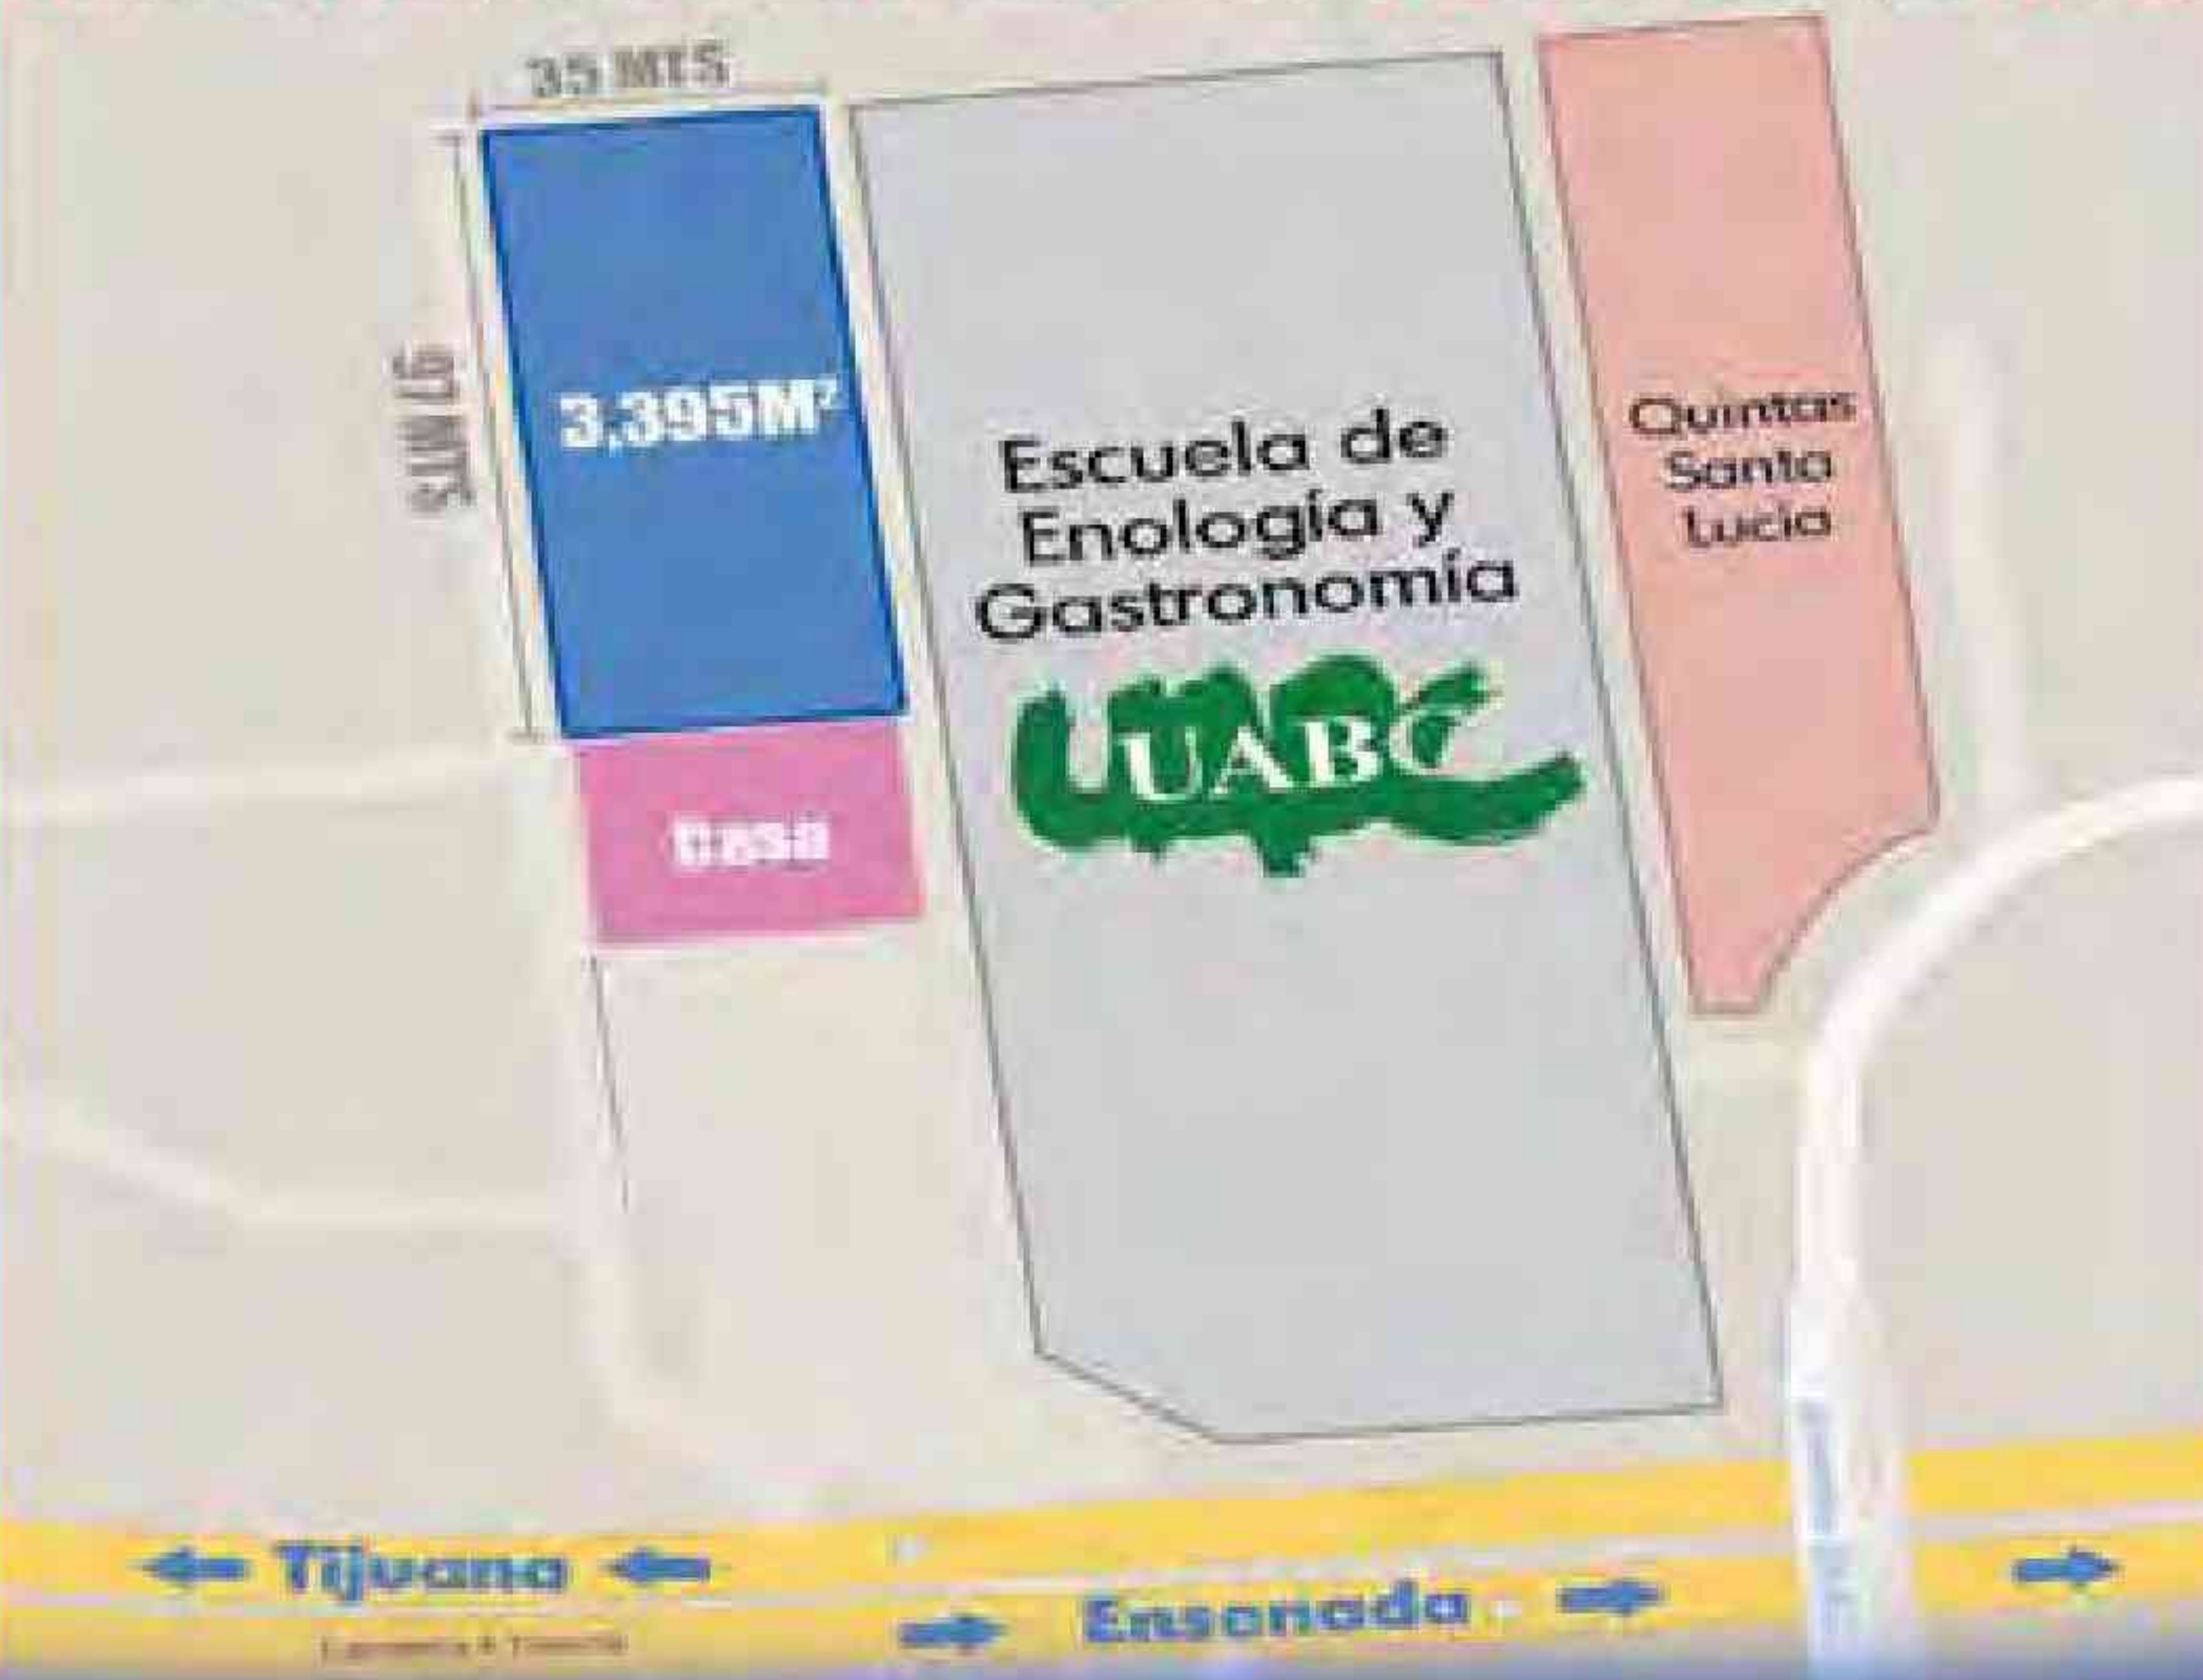 35 MTS
97 MTS
3,395M²
Casa
Escuela de
Enología y
Gastronomía
UABC
Quintas
Santa
Lucia
Tijuana
Ensenada